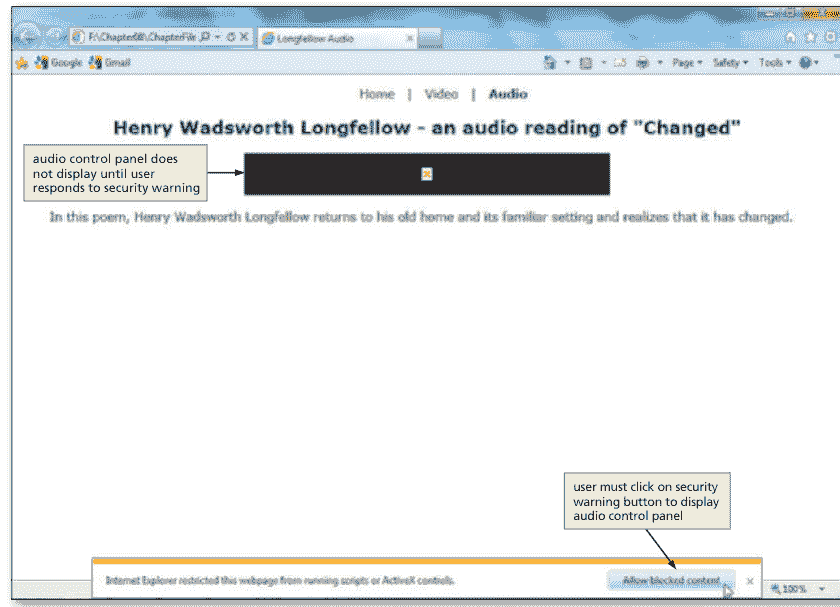 F:\Chapter08\ChapterFile
Longfellow Audio
Google Gmail
Page Safety Tools
Home | Video | Audio
Henry Wadsworth Longfellow - an audio reading of "Changed"
audio control panel does
not display until user
responds to security warning
In this poem, Henry Wadsworth Longfellow returns to his old home and its familiar setting and realizes that it has changed.
user must click on security
warning button to display
audio control panel
Internet Explorer restricted this webpage from running scripts or ActiveX controls.
Allow blocked content
100%